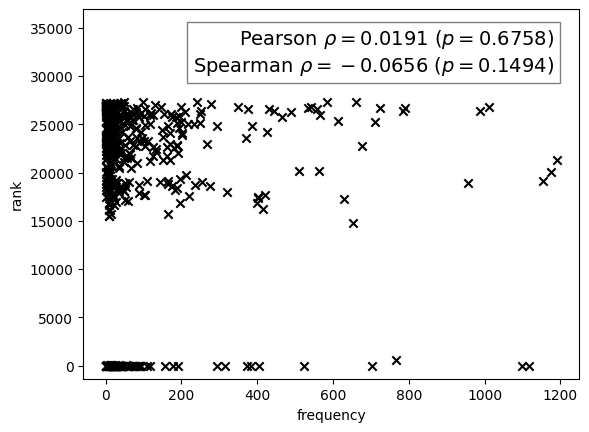 Pearson ρ = 0.0191 (p = 0.6758)
Spearman ρ = −0.0656 (p = 0.1494)
35000
30000
25000
20000
15000
10000
5000
0
rank
0 200 400 600 800 1000 1200
frequency